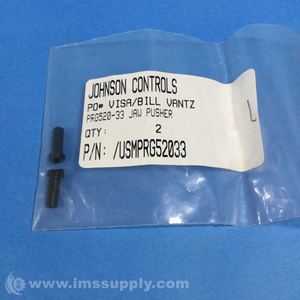 JOHNSON CONTROLS
PO# VISA/BILL VANTZ
PRG520-33 JAW PUSHER
QTY: 2
P/N: /USMPRG52033
L
© www.imssupply.com